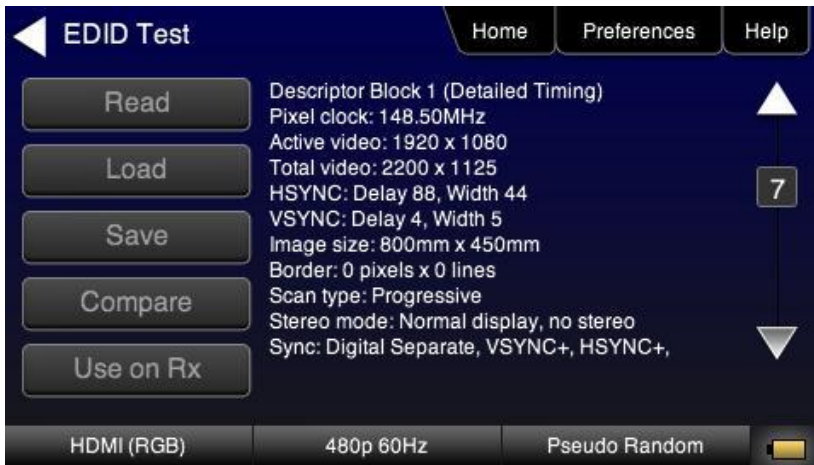 EDID Test
Home
Preferences
Help
Read
Load
Save
Compare
Use on Rx
Descriptor Block 1 (Detailed Timing)
Pixel clock: 148.50MHz
Active video: 1920 x 1080
Total video: 2200 x 1125
HSYNC: Delay 88, Width 44
VSYNC: Delay 4, Width 5
Image size: 800mm x 450mm
Border: 0 pixels x 0 lines
Scan type: Progressive
Stereo mode: Normal display, no stereo
Sync: Digital Separate, VSYNC+, HSYNC+,
7
HDMI (RGB)
480p 60Hz
Pseudo Random